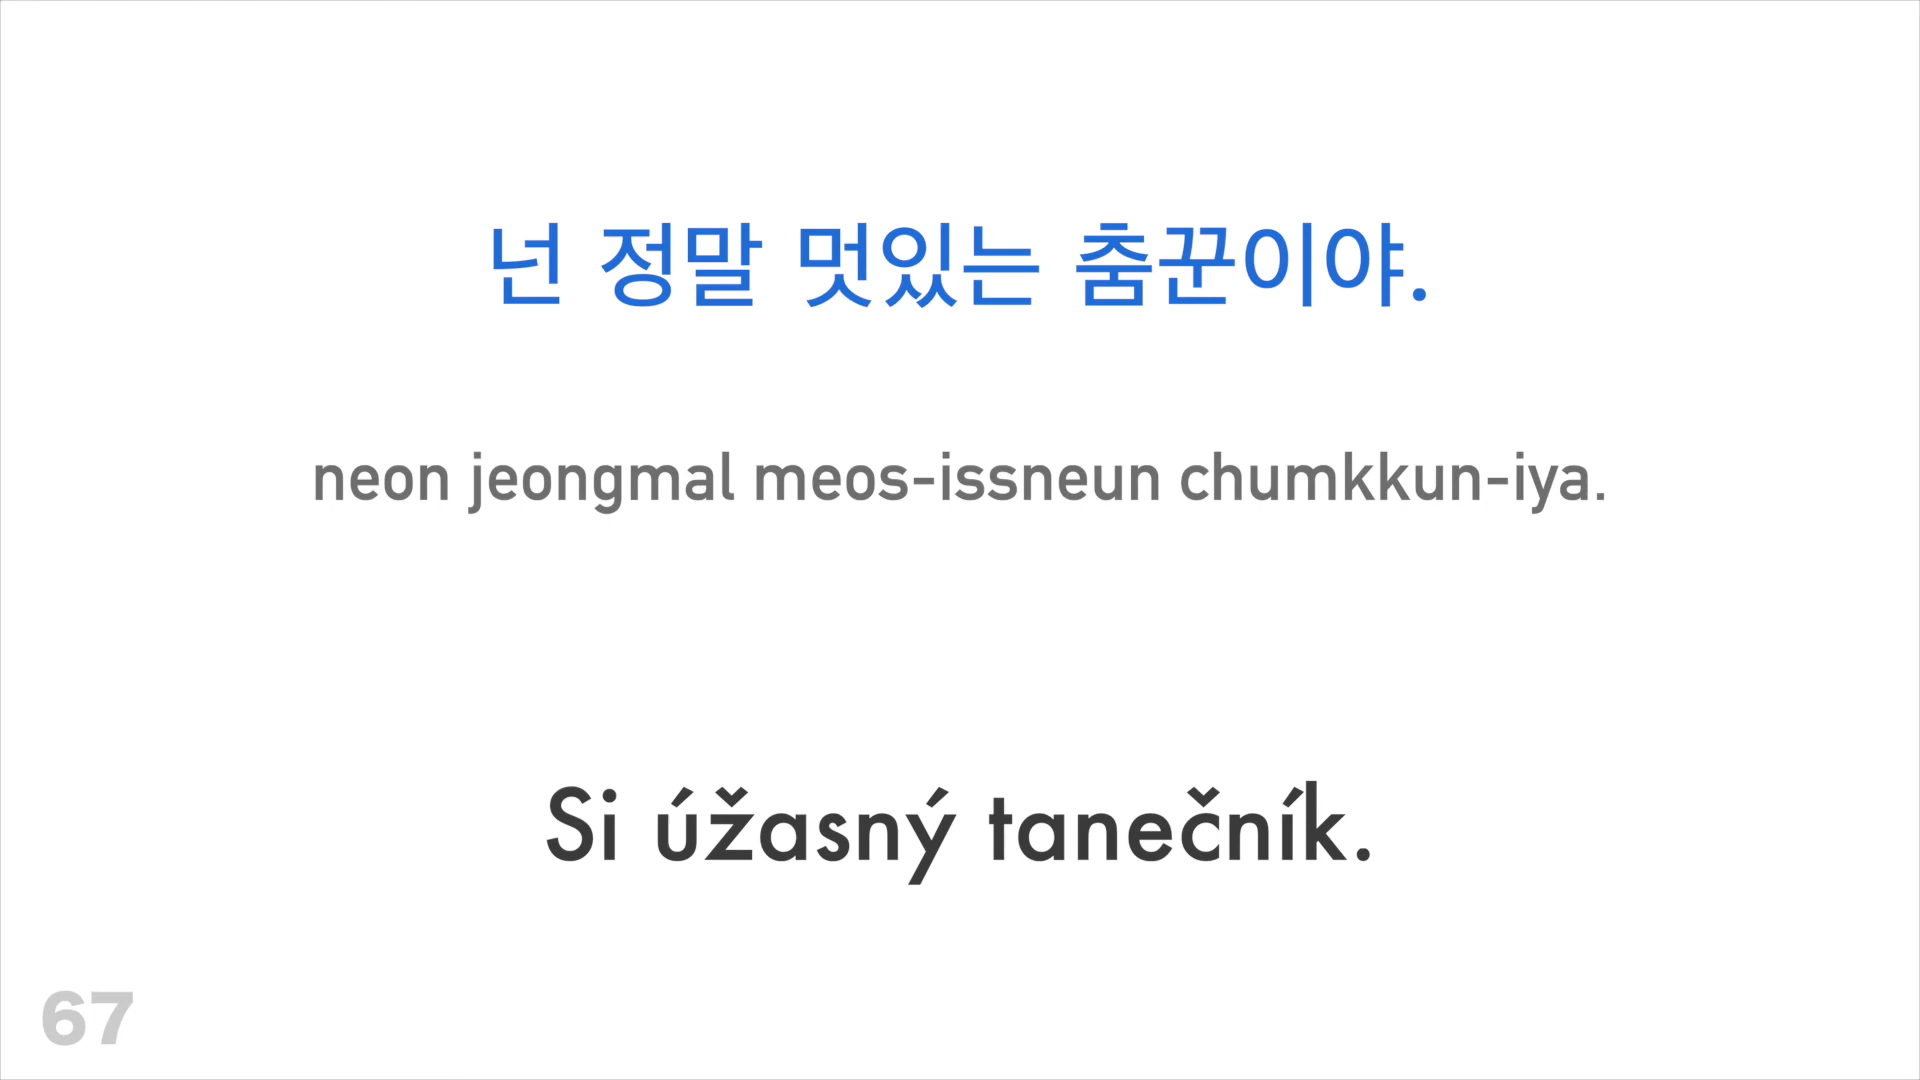 넌 정말 멋있는 춤꾼이야.
neon jeongmal meos-issneun chumkkun-iya.
Si úžasný tanečník.
67